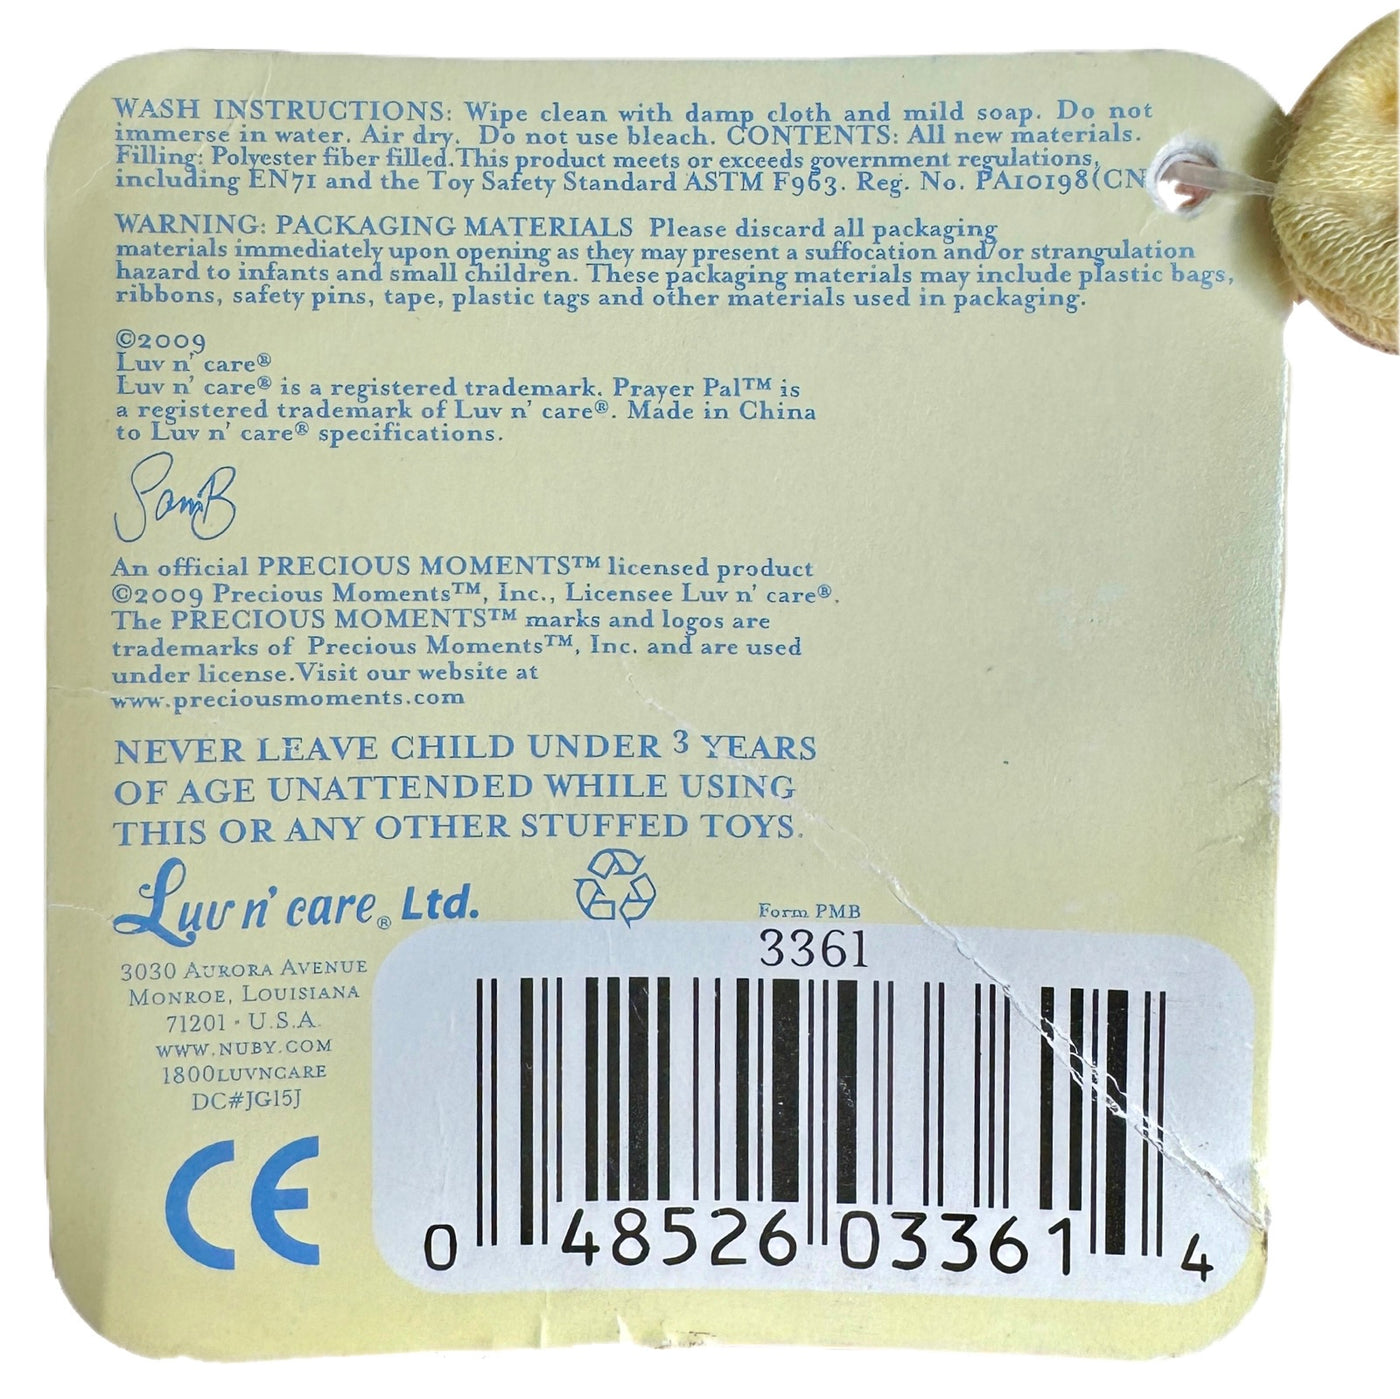 WASH INSTRUCTIONS: Wipe clean with damp cloth and mild soap. Do not
immerse in water. Air dry. Do not use bleach. CONTENTS: All new materials.
Filling: Polyester fiber filled.This product meets or exceeds government regulations,
including EN71 and the Toy Safety Standard ASTM F963. Reg. No. PA10198(CN
WARNING: PACKAGING MATERIALS Please discard all packaging
materials immediately upon opening as they may present a suffocation and/or strangulation
hazard to infants and small children. These packaging materials may include plastic bags,
ribbons, safety pins, tape, plastic tags and other materials used in packaging.
©2009
Luv n' care®
Luv n' care® is a registered trademark. Prayer Pal™ is
a registered trademark of Luv n' care®. Made in China
to Luv n' care® specifications.
SamB
An official PRECIOUS MOMENTS™ licensed product
©2009 Precious Moments™, Inc., Licensee Luv n' care®.
The PRECIOUS MOMENTS™ marks and logos are
trademarks of Precious Moments™, Inc. and are used
under license.Visit our website at
www.preciousmoments.com
NEVER LEAVE CHILD UNDER 3 YEARS
OF AGE UNATTENDED WHILE USING
THIS OR ANY OTHER STUFFED TOYS.
Luv n' care® Ltd.
3030 AURORA AVENUE
MONROE, LOUISIANA
71201 · U.S.A.
WWW.NUBY.COM
1800LUVNCARE
DC#JG15J
CE
Form PMB
3361
0 48526 03361 4